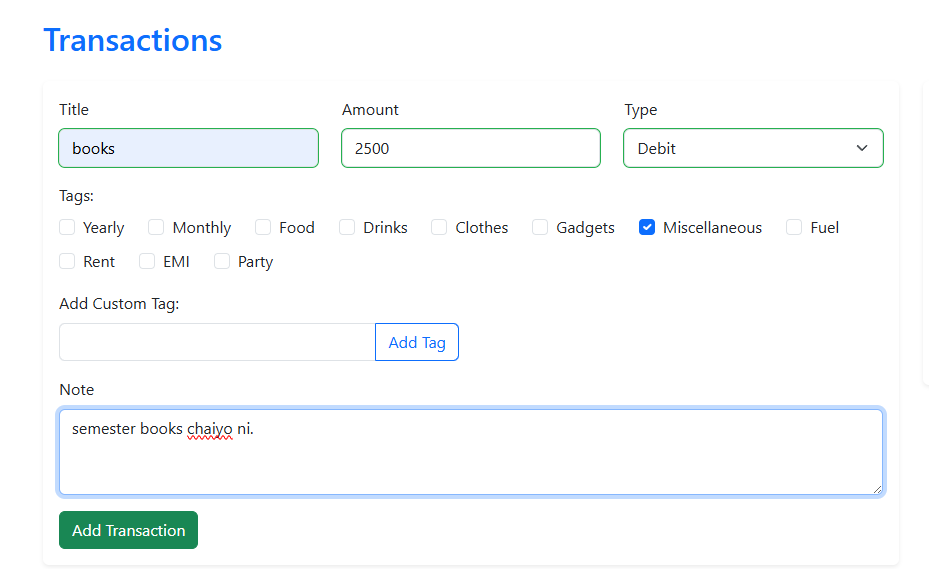 Transactions
Title Amount Type
books 2500 Debit
Tags:
Yearly Monthly Food Drinks Clothes Gadgets Miscellaneous Fuel
Rent EMI Party
Add Custom Tag:
Add Tag
Note
semester books chaiyo ni.
Add Transaction